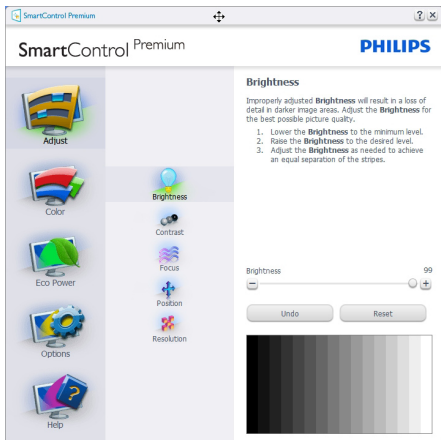 SmartControl Premium
SmartControl Premium
PHILIPS
Adjust
Color
Eco Power
Options
Help
Brightness
Contrast
Focus
Position
Resolution
Brightness
Improperly adjusted Brightness will result in a loss of
detail in darker image areas. Adjust the Brightness for
the best possible picture quality.
1. Lower the Brightness to the minimum level.
2. Raise the Brightness to the desired level.
3. Adjust the Brightness as needed to achieve
an equal separation of the stripes.
Brightness 99
Undo Reset